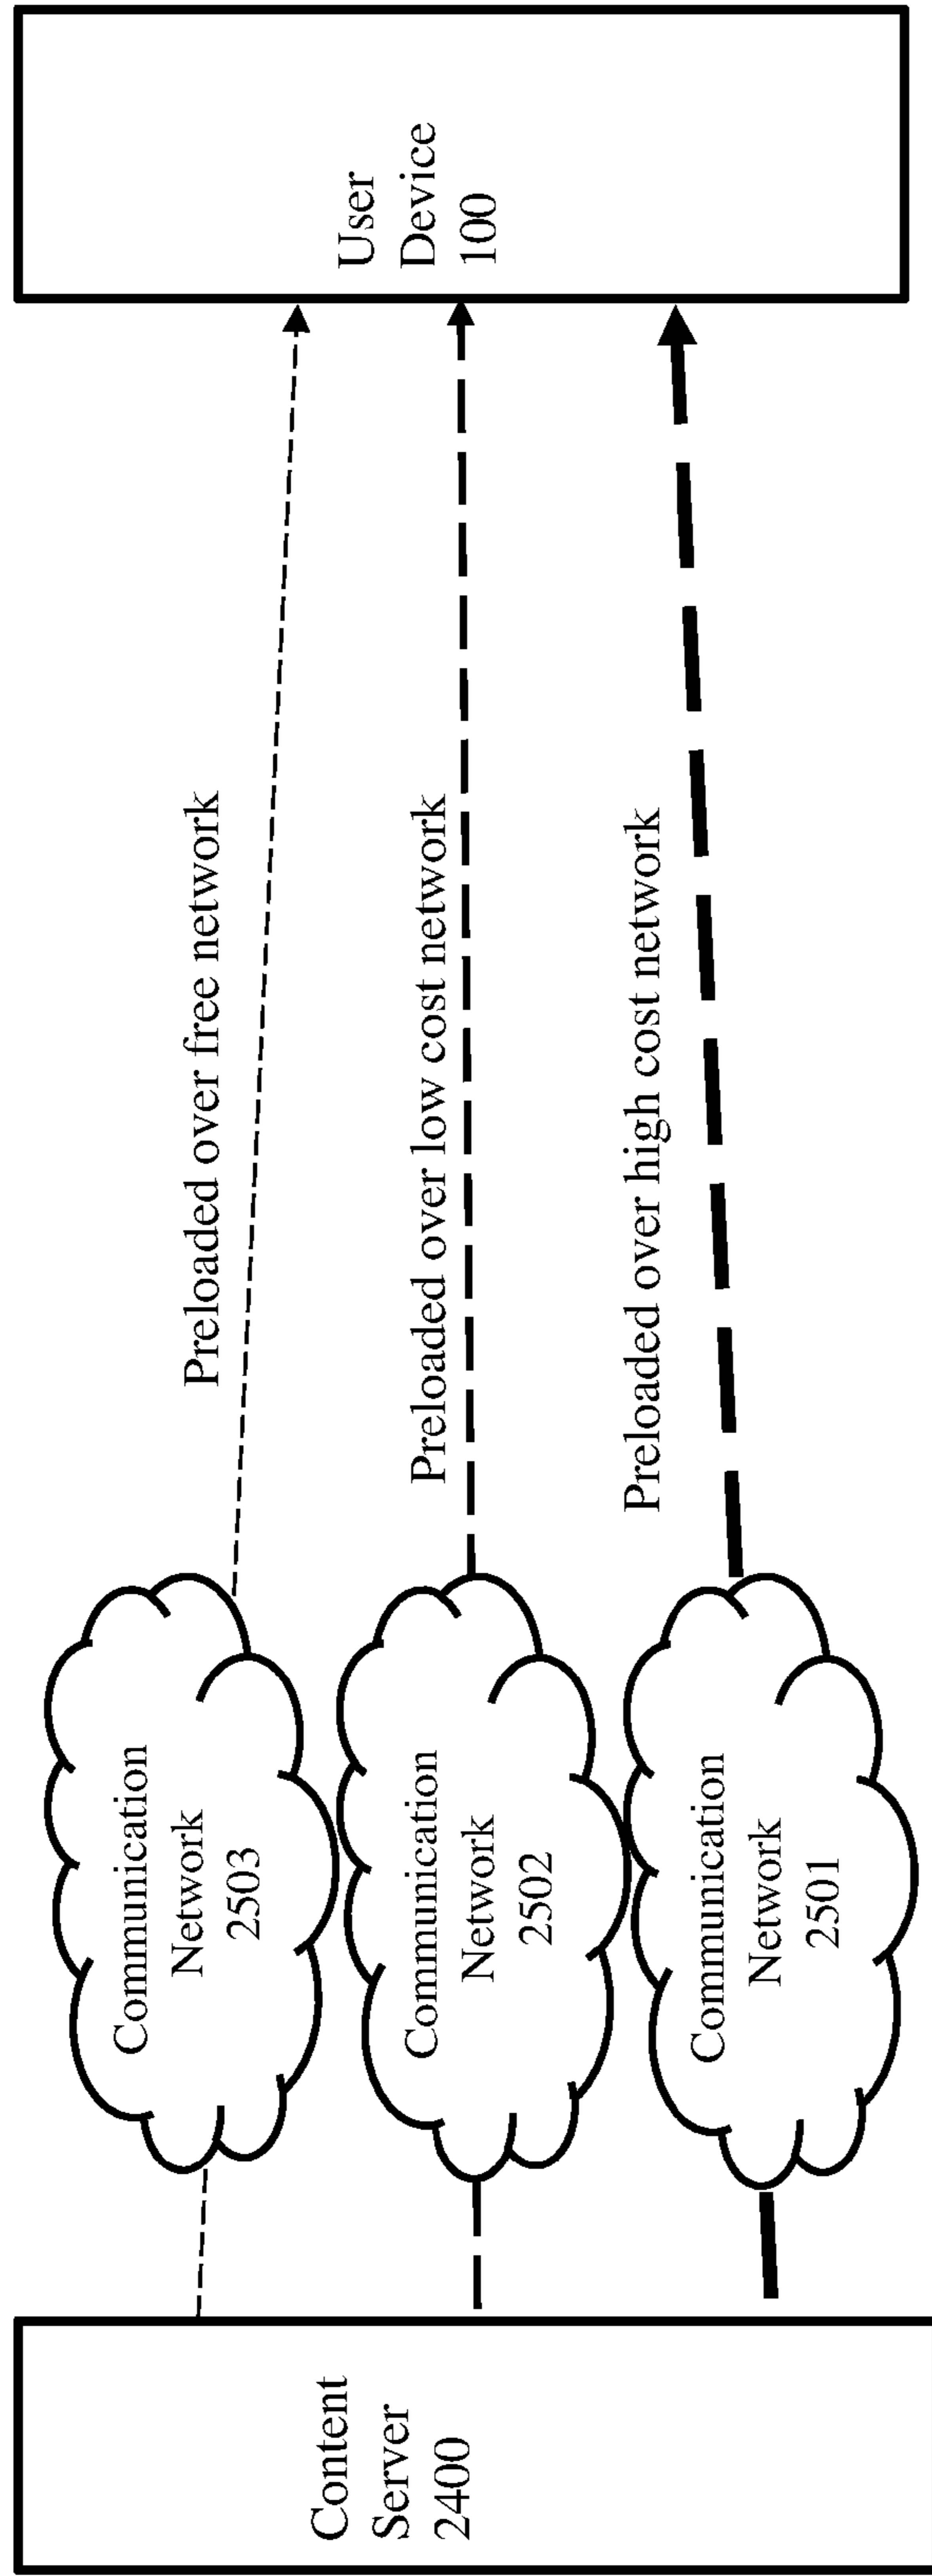 Content
Server
2400
Communication
Network
2503
Communication
Network
2502
Communication
Network
2501
Preloaded over free network
Preloaded over low cost network
Preloaded over high cost network
User
Device
100